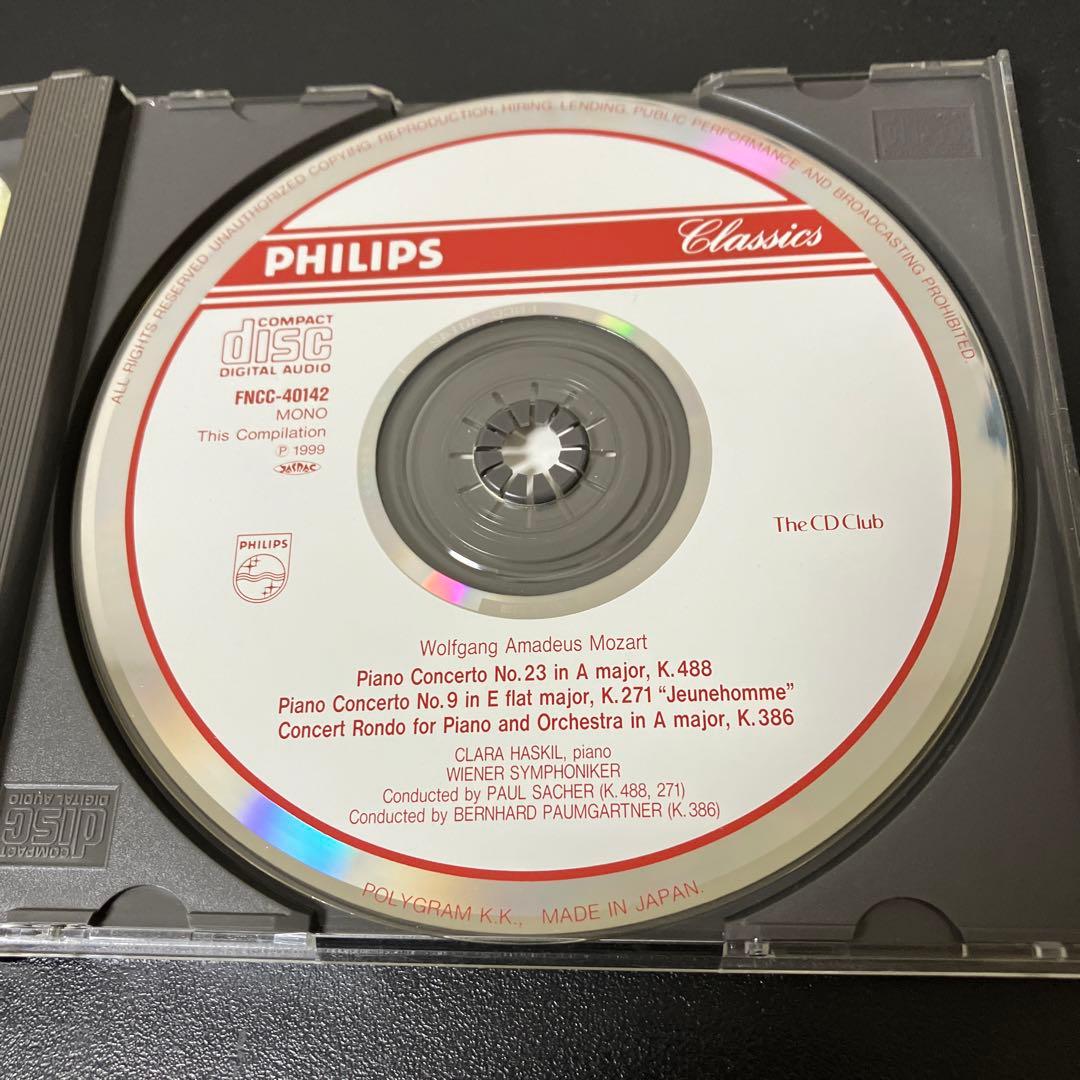 ALL RIGHTS RESERVED. UNAUTHORIZED COPYING. REPRODUCTION. HIRING. LENDING. PUBLIC PERFORMANCE AND BROADCASTING PROHIBITED.
PHILIPS
Classics
COMPACT
disc
DIGITAL AUDIO
FNCC-40142
MONO
This Compilation
Ⓟ 1999
JASRAC
PHILIPS
The CD Club
Wolfgang Amadeus Mozart
Piano Concerto No.23 in A major, K.488
Piano Concerto No.9 in E flat major, K.271 “Jeunehomme”
Concert Rondo for Piano and Orchestra in A major, K.386
CLARA HASKIL, piano
WIENER SYMPHONIKER
Conducted by PAUL SACHER (K.488, 271)
Conducted by BERNHARD PAUMGARTNER (K.386)
POLYGRAM K.K., MADE IN JAPAN.
COMPACT
disc
DIGITAL AUDIO